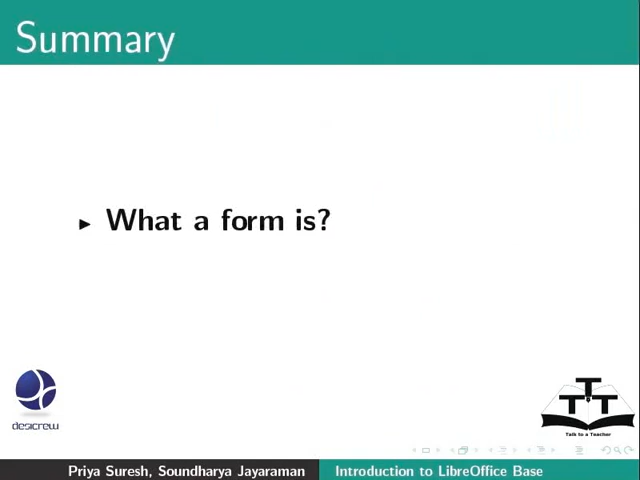 Summary
▶ What a form is?
desicrew
T
T T
Talk to a Teacher
Priya Suresh, Soundharya Jayaraman
Introduction to LibreOffice Base